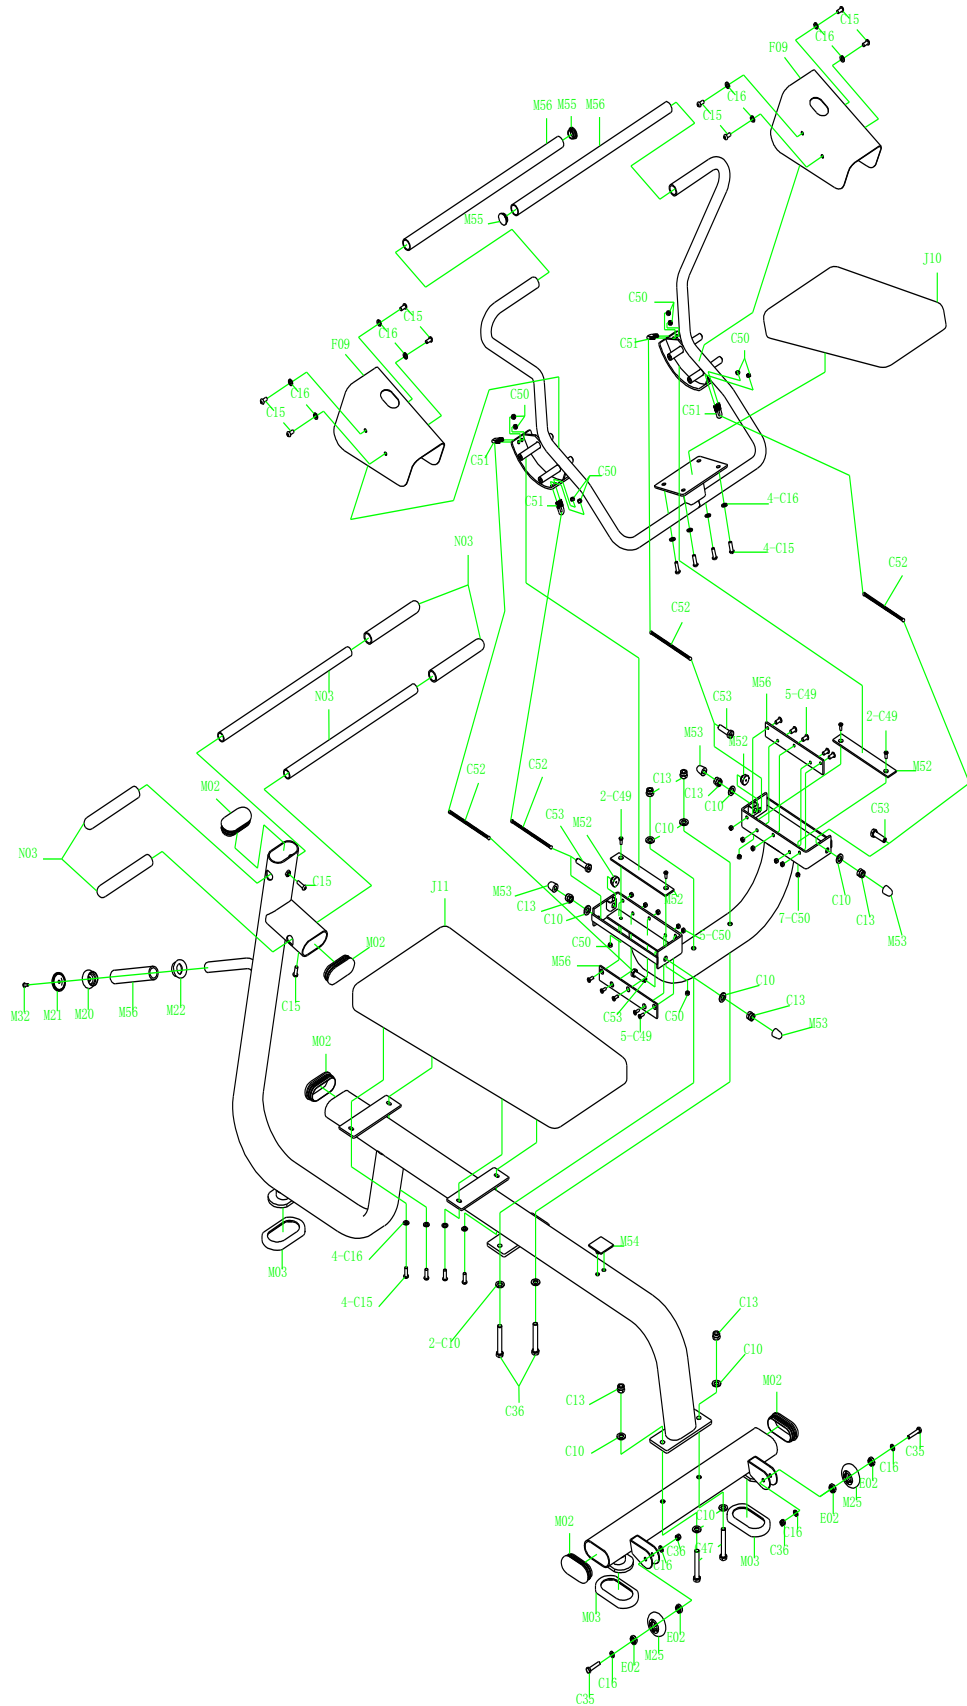 C15
C16
F09
C16
C15
M56
M55
M56
M55
J10
C50
C51
C50
C51
C15
C16
F09
C16
C15
C50
C51
C50
C51
4-C16
4-C15
N03
C52
C52
N03
M56
5-C49
2-C49
C53
M53
M52
M52
C13
C13
C10
C53
C52
C52
M02
2-C49
C53
M52
C10
N03
C15
J11
M53
C13
C10
M52
C10
C13
M53
7-C50
5-C50
C50
M56
M02
C10
C13
M53
C50
C53
5-C49
M32
M21
M20
M56
M22
C15
M02
M03
4-C16
4-C15
2-C10
C36
M54
C13
C10
C13
C10
M02
C35
C16
E02
M25
E02
C16
C36
M03
C10
C47
M02
C36
C16
M03
E02
M25
E02
C16
C35